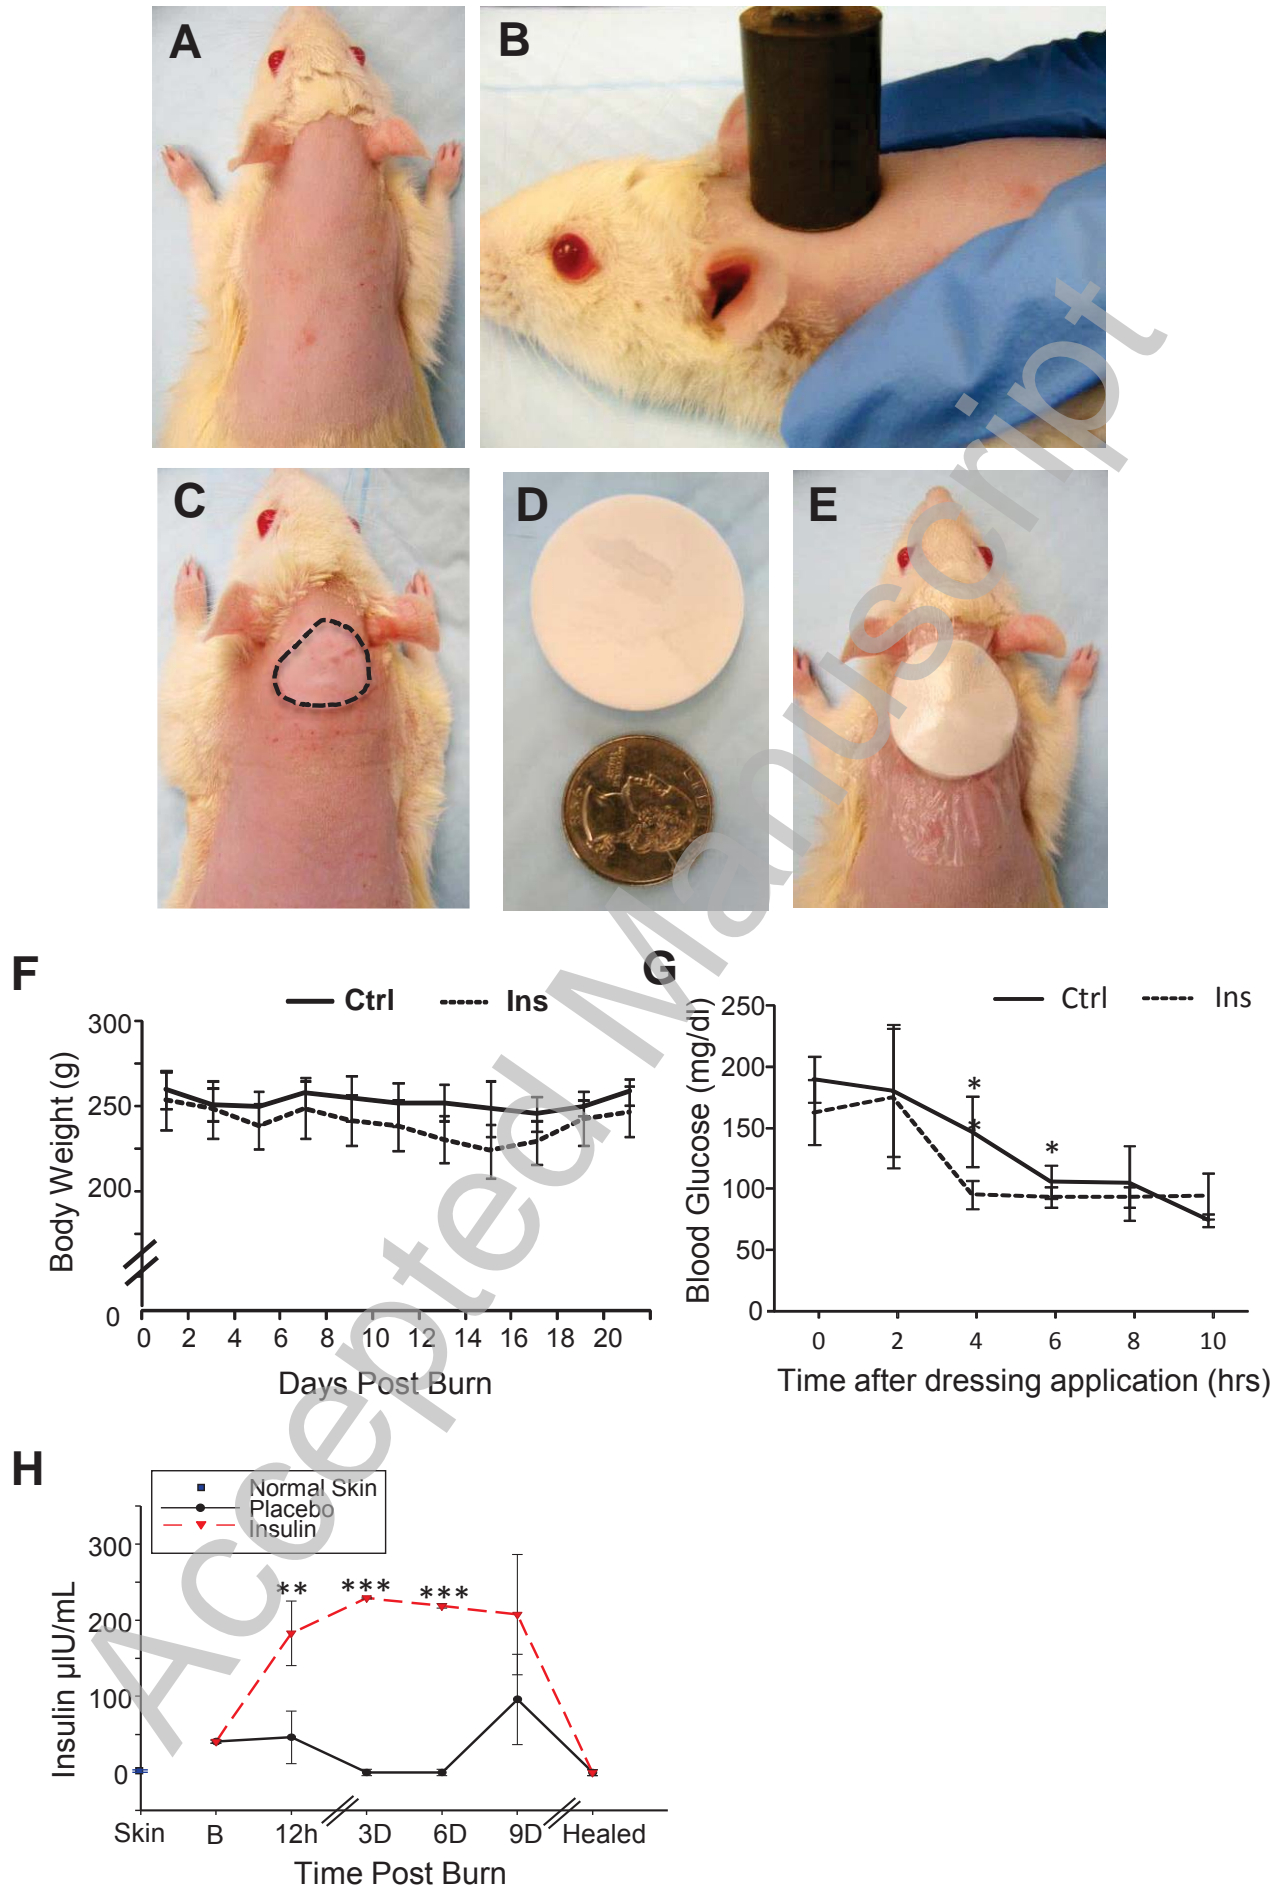 A
B
C
D
E
F
Ctrl
Ins
Body Weight (g)
300
250
200
0
0 2 4 6 8 10 12 14 16 18 20
Days Post Burn
G
Ctrl
Ins
Blood Glucose (mg/dl)
250
200
150
100
50
0
*
*
*
0 2 4 6 8 10
Time after dressing application (hrs)
H
Normal Skin
Placebo
Insulin
Insulin µIU/mL
300
200
100
0
** *** ***
Skin B 12h 3D 6D 9D Healed
Time Post Burn
Accepted Manuscript